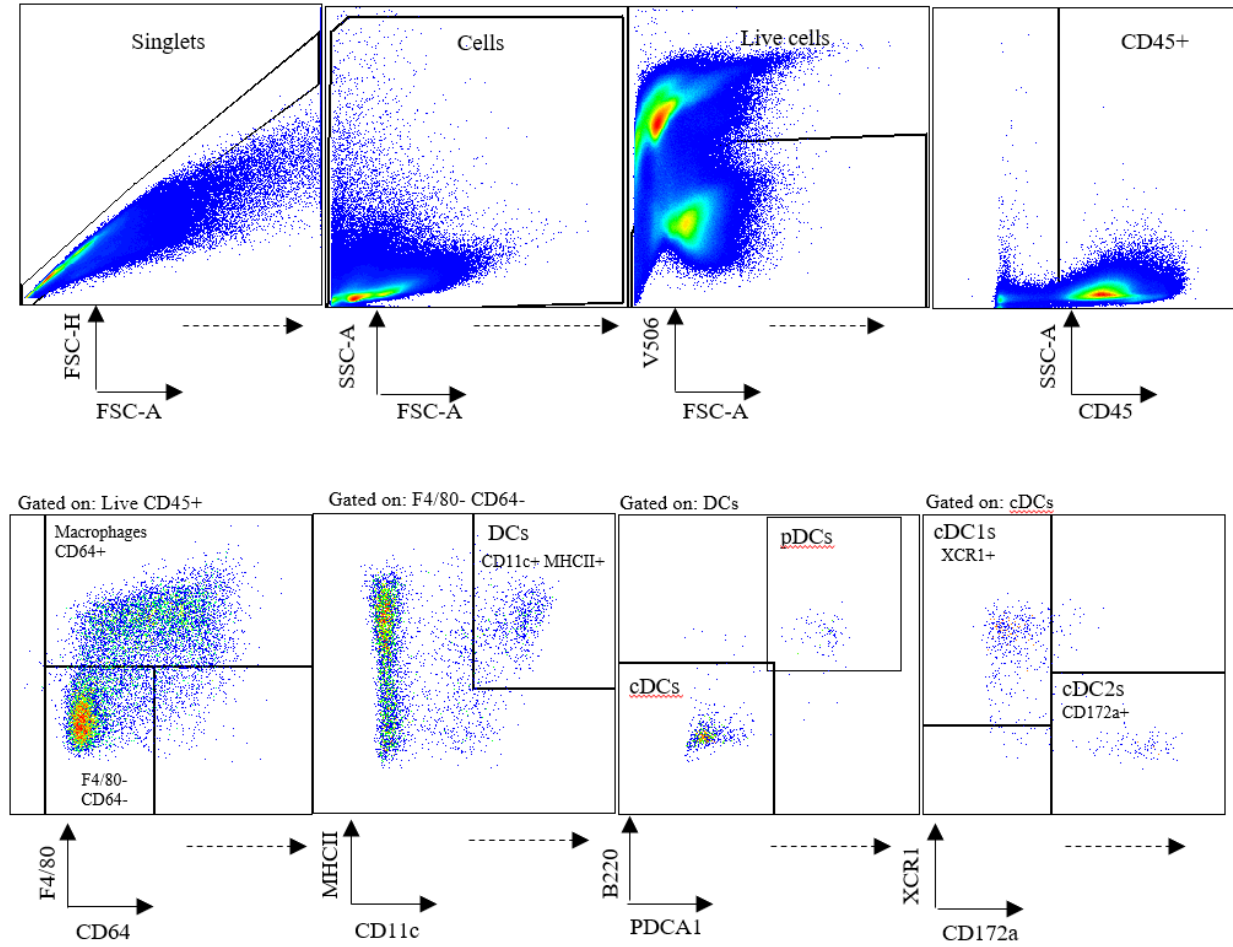 Singlets
Cells
Live cells
CD45+
FSC-H
FSC-A
SSC-A
FSC-A
V506
FSC-A
SSC-A
CD45
Gated on: Live CD45+
Gated on: F4/80- CD64-
Gated on: DCs
Gated on: cDCs
Macrophages
CD64+
F4/80-
CD64-
DCs
CD11c+ MHCII+
pDCs
cDCs
cDC1s
XCR1+
cDC2s
CD172a+
F4/80
CD64
MHCII
CD11c
B220
PDCA1
XCR1
CD172a